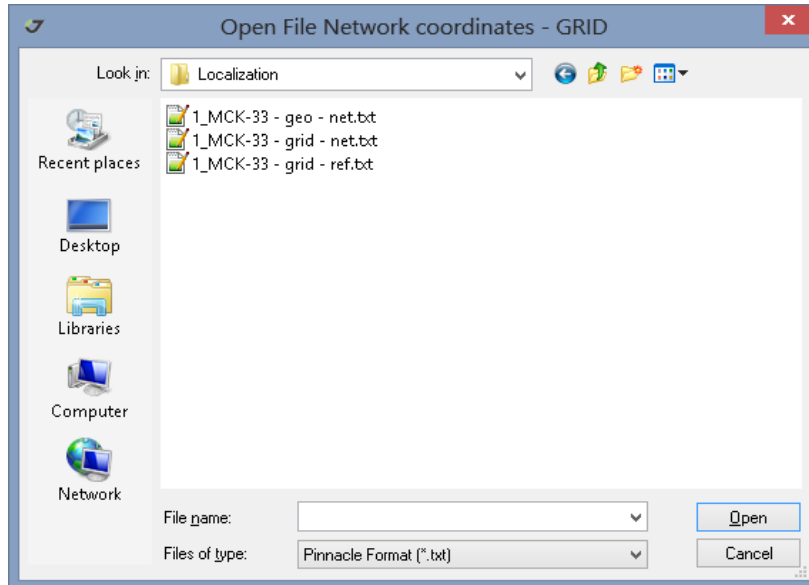 Open File Network coordinates - GRID
Look in: Localization
1_MCK-33 - geo - net.txt
1_MCK-33 - grid - net.txt
1_MCK-33 - grid - ref.txt
Recent places
Desktop
Libraries
Computer
Network
File name:
Open
Files of type: Pinnacle Format (*.txt)
Cancel